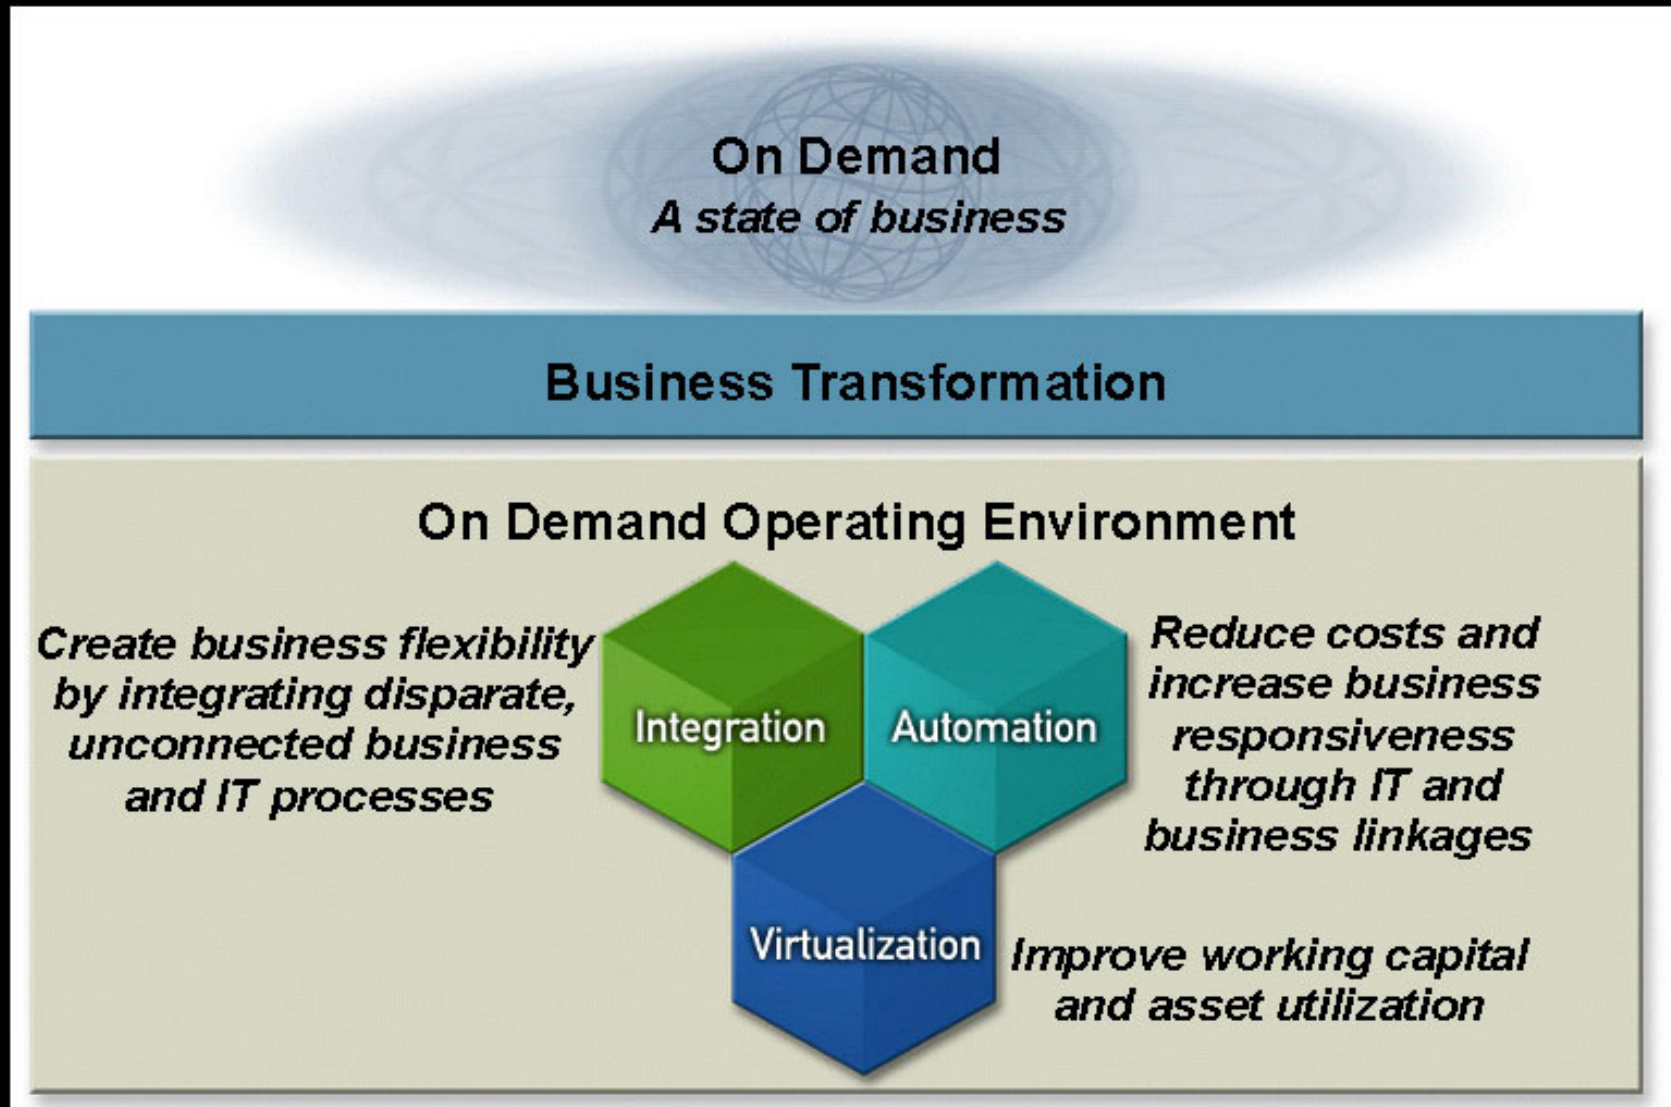 On Demand
A state of business
Business Transformation
On Demand Operating Environment
Create business flexibility
by integrating disparate,
unconnected business
and IT processes
Integration
Automation
Reduce costs and
increase business
responsiveness
through IT and
business linkages
Virtualization
Improve working capital
and asset utilization